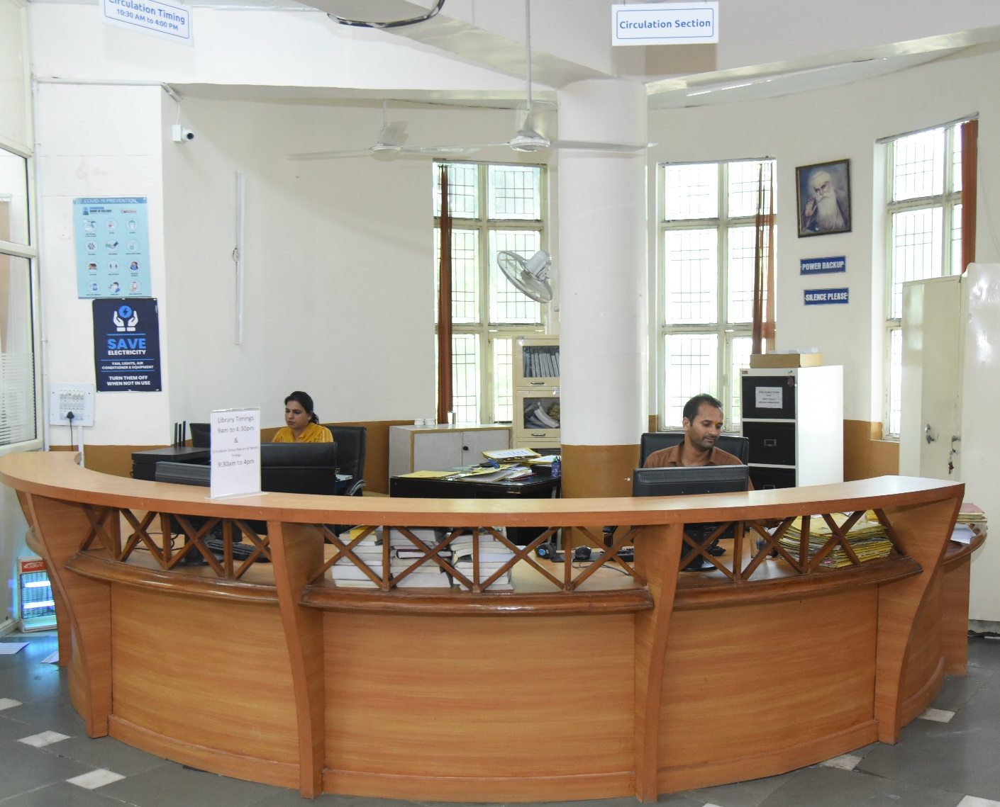 Circulation Timing
10:30 AM to 4:00 PM
Circulation Section
COVID-19 PREVENTION
SAVE
ELECTRICITY
FAN, LIGHTS, AIR
CONDITIONER & EQUIPMENT
TURN THEM OFF
WHEN NOT IN USE
POWER BACKUP
SILENCE PLEASE
Library Timings
9am to 4:30pm
&
Timings
9:30am to 4pm